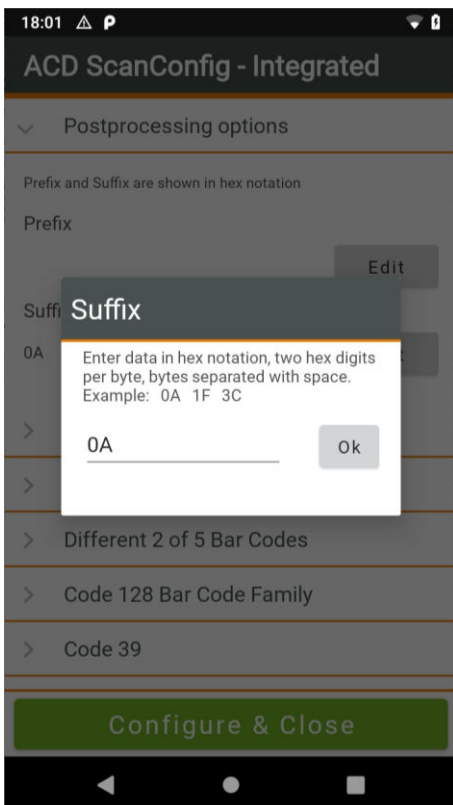 18:01
ACD ScanConfig - Integrated
Postprocessing options
Prefix and Suffix are shown in hex notation
Prefix
Edit
Suffi
0A
Suffix
Enter data in hex notation, two hex digits
per byte, bytes separated with space.
Example: 0A 1F 3C
0A
Ok
Different 2 of 5 Bar Codes
Code 128 Bar Code Family
Code 39
Configure & Close